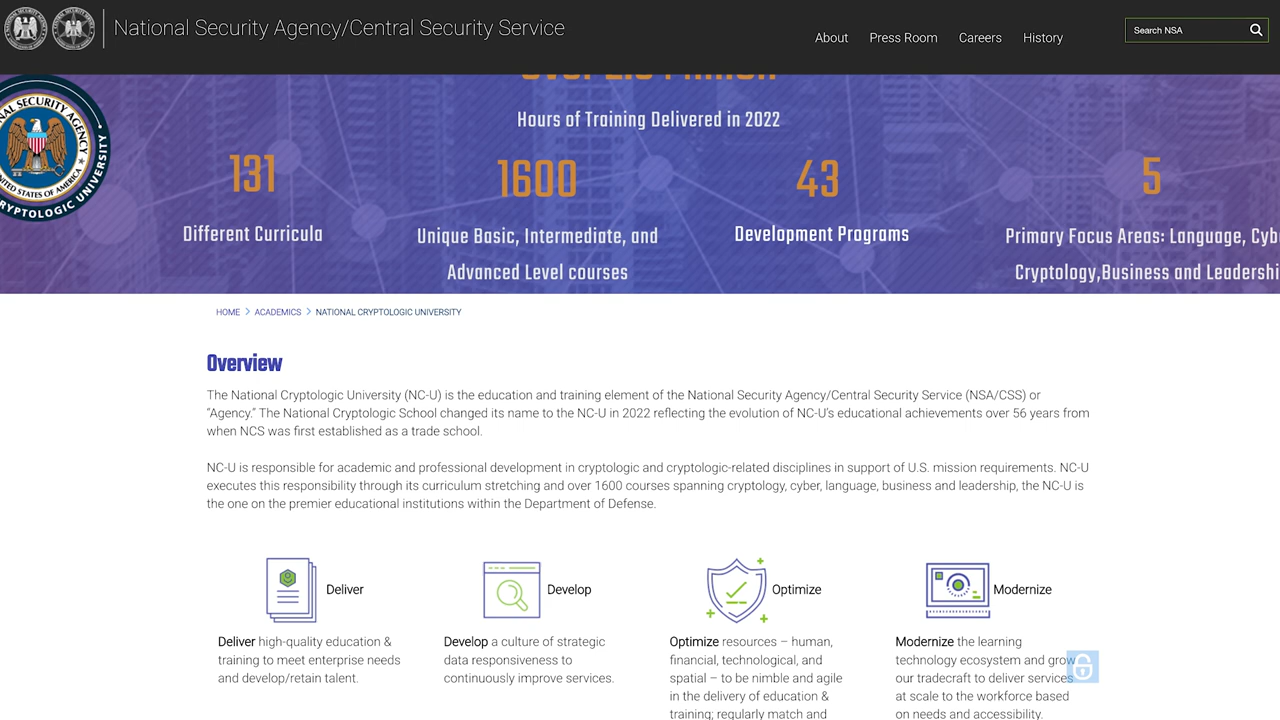 National Security Agency/Central Security Service
About Press Room Careers History
Search NSA
Hours of Training Delivered in 2022
NAL SECURITY AGENCY
UNITED STATES OF AMERICA
CRYPTOLOGIC UNIVERSITY
131
Different Curricula
1600
Unique Basic, Intermediate, and
Advanced Level courses
43
Development Programs
5
Primary Focus Areas: Language, Cyb
Cryptology,Business and Leadershi
HOME > ACADEMICS > NATIONAL CRYPTOLOGIC UNIVERSITY
Overview
The National Cryptologic University (NC-U) is the education and training element of the National Security Agency/Central Security Service (NSA/CSS) or
“Agency.” The National Cryptologic School changed its name to the NC-U in 2022 reflecting the evolution of NC-U's educational achievements over 56 years from
when NCS was first established as a trade school.
NC-U is responsible for academic and professional development in cryptologic and cryptologic-related disciplines in support of U.S. mission requirements. NC-U
executes this responsibility through its curriculum stretching and over 1600 courses spanning cryptology, cyber, language, business and leadership, the NC-U is
the one on the premier educational institutions within the Department of Defense.
Deliver
Deliver high-quality education &
training to meet enterprise needs
and develop/retain talent.
Develop
Develop a culture of strategic
data responsiveness to
continuously improve services.
Optimize
Optimize resources – human,
financial, technological, and
spatial – to be nimble and agile
in the delivery of education &
training; regularly match and
Modernize
Modernize the learning
technology ecosystem and grow
our tradecraft to deliver services
at scale to the workforce based
on needs and accessibility.